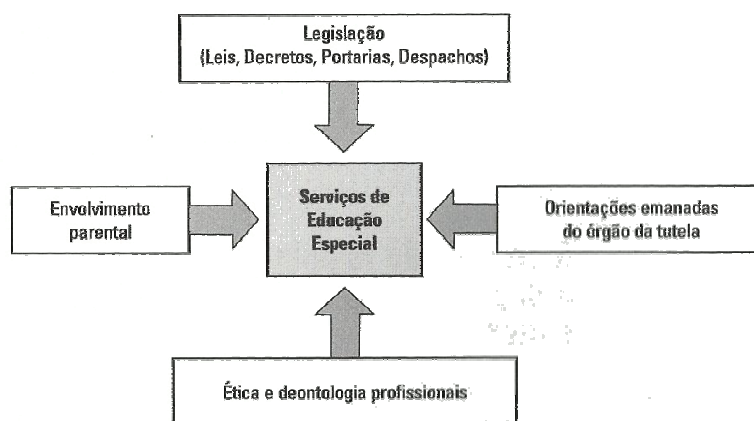 Legislação
(Leis, Decretos, Portarias, Despachos)
Envolvimento
parental
Serviços de
Educação
Especial
Orientações emanadas
do órgão da tutela
Ética e deontologia profissionais